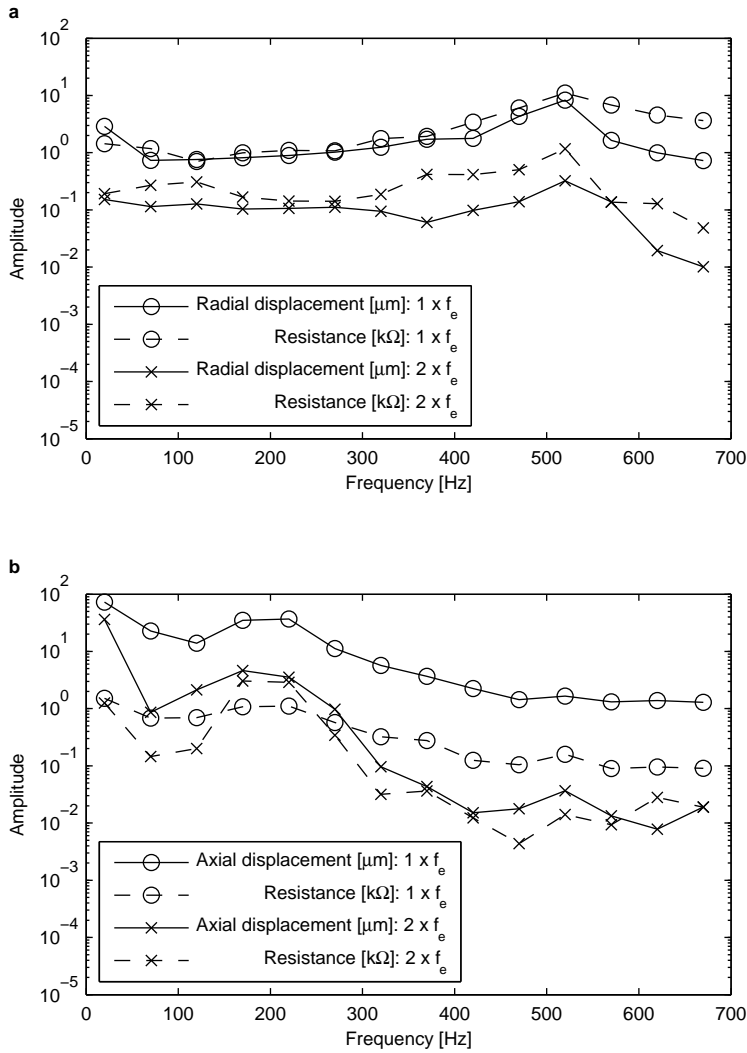 a
10^2
10^1
10^0
10^-1
10^-2
10^-3
10^-4
10^-5
Amplitude
Radial displacement [μm]: 1 x f_e
Resistance [kΩ]: 1 x f_e
Radial displacement [μm]: 2 x f_e
Resistance [kΩ]: 2 x f_e
0 100 200 300 400 500 600 700
Frequency [Hz]
b
10^2
10^1
10^0
10^-1
10^-2
10^-3
10^-4
10^-5
Amplitude
Axial displacement [μm]: 1 x f_e
Resistance [kΩ]: 1 x f_e
Axial displacement [μm]: 2 x f_e
Resistance [kΩ]: 2 x f_e
0 100 200 300 400 500 600 700
Frequency [Hz]